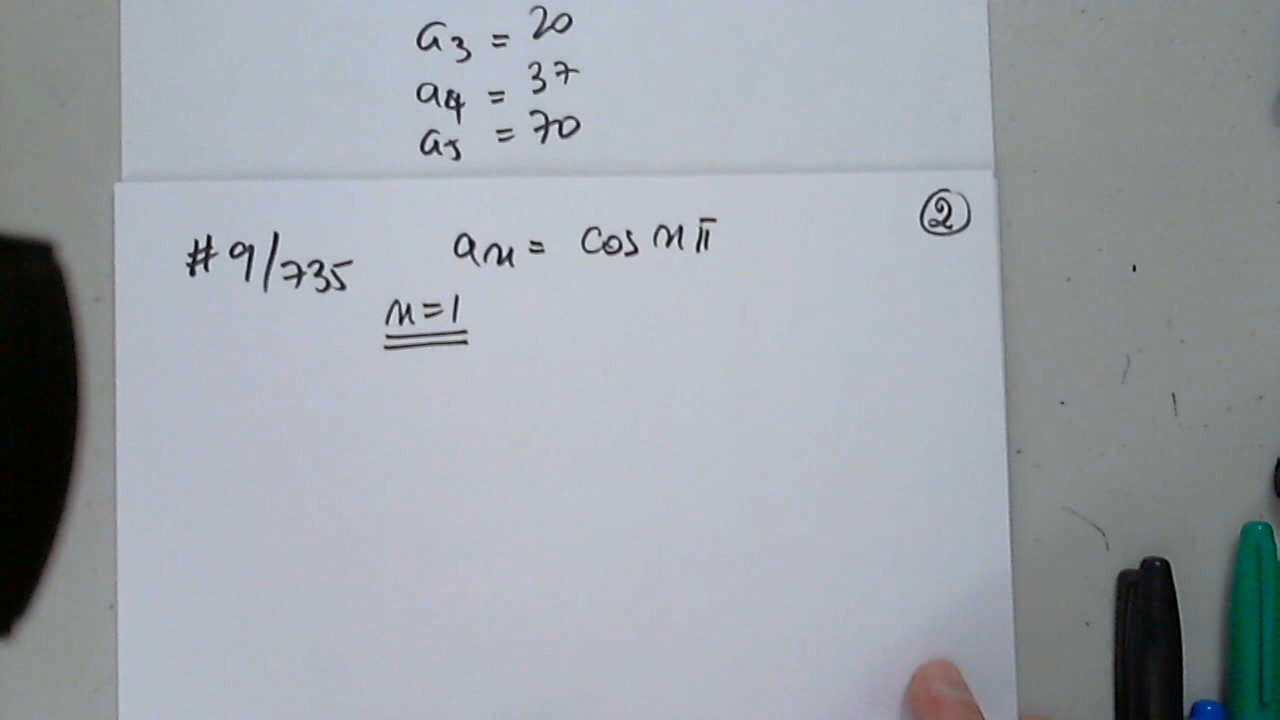 a3 = 20
a4 = 37
a5 = 70
②
#9/735 an = cos nπ
n=1